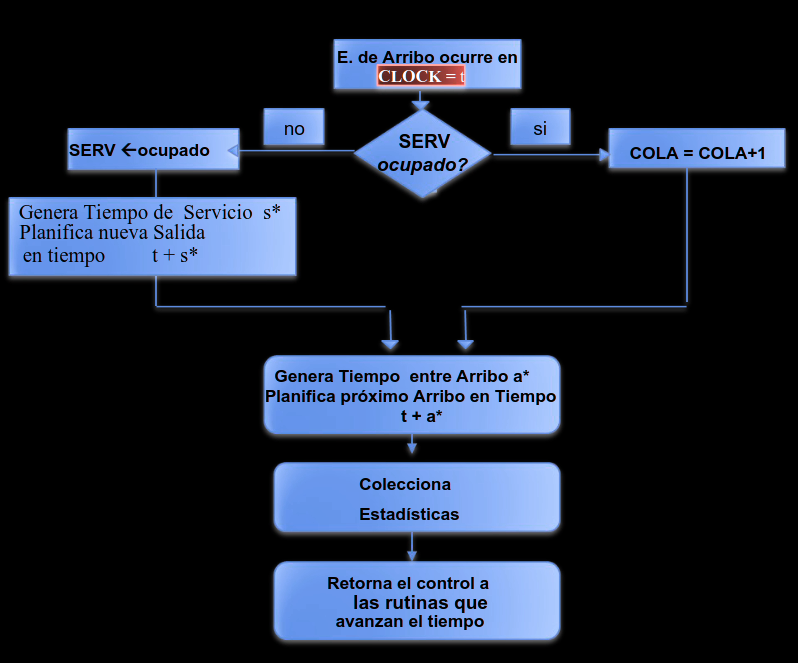 E. de Arribo ocurre en
CLOCK = t
no
si
SERV
ocupado?
SERV ←ocupado
COLA = COLA+1
Genera Tiempo de Servicio s*
Planifica nueva Salida
en tiempo t + s*
Genera Tiempo entre Arribo a*
Planifica próximo Arribo en Tiempo
t + a*
Colecciona
Estadísticas
Retorna el control a
las rutinas que
avanzan el tiempo